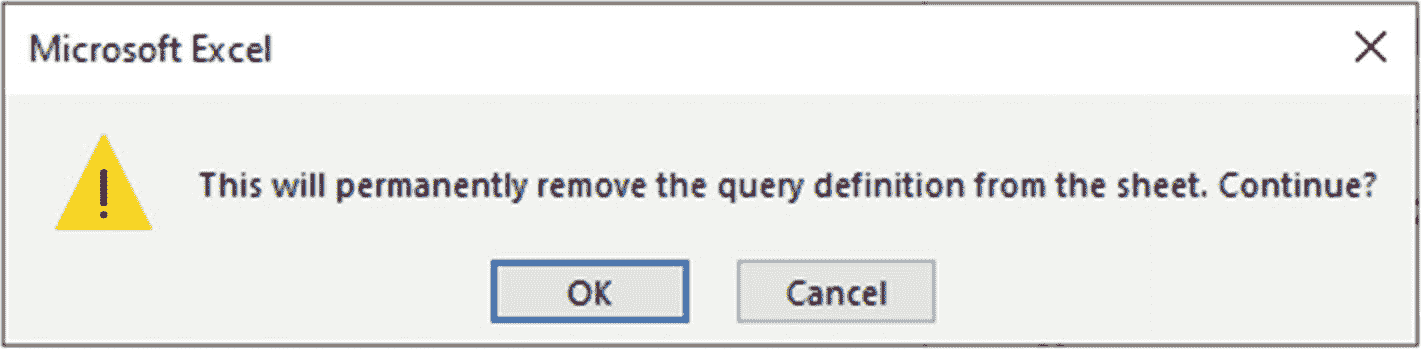 Microsoft Excel
This will permanently remove the query definition from the sheet. Continue?
OK
Cancel